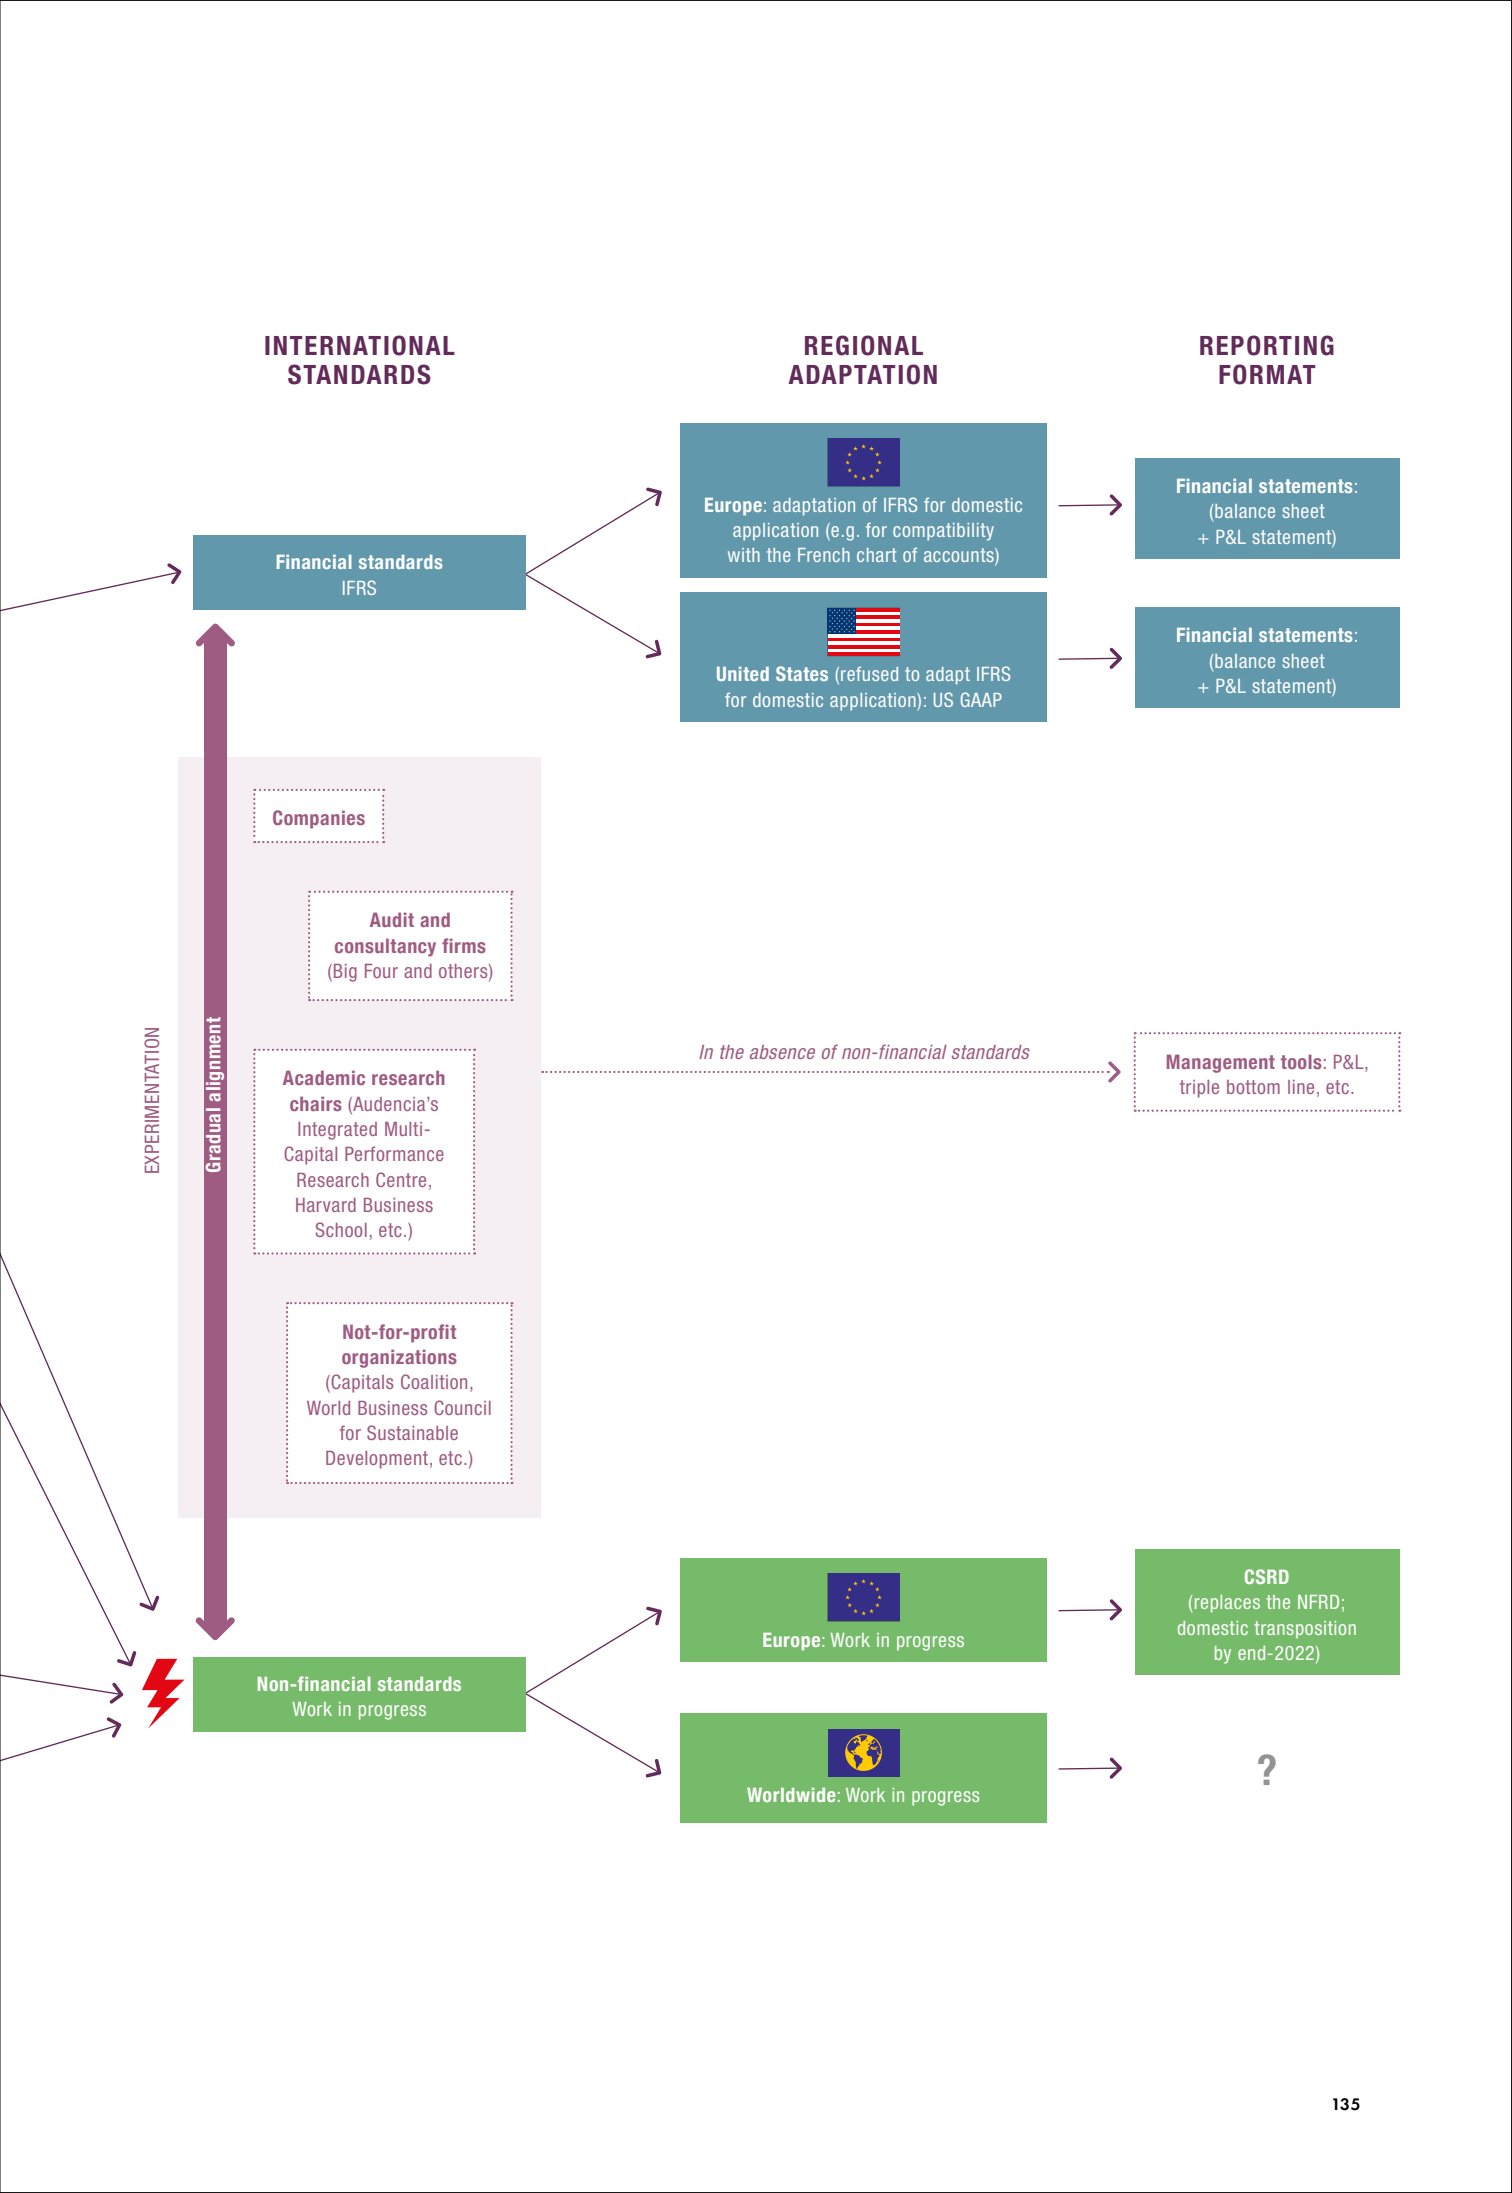 INTERNATIONAL
STANDARDS
REGIONAL
ADAPTATION
REPORTING
FORMAT
Financial standards
IFRS
Europe: adaptation of IFRS for domestic
application (e.g. for compatibility
with the French chart of accounts)
Financial statements:
(balance sheet
+ P&L statement)
United States (refused to adapt IFRS
for domestic application): US GAAP
Financial statements:
(balance sheet
+ P&L statement)
EXPERIMENTATION
Gradual alignment
Companies
Audit and
consultancy firms
(Big Four and others)
Academic research
chairs (Audencia’s
Integrated Multi-
Capital Performance
Research Centre,
Harvard Business
School, etc.)
Not-for-profit
organizations
(Capitals Coalition,
World Business Council
for Sustainable
Development, etc.)
In the absence of non-financial standards
Management tools: P&L,
triple bottom line, etc.
Non-financial standards
Work in progress
Europe: Work in progress
CSRD
(replaces the NFRD;
domestic transposition
by end-2022)
Worldwide: Work in progress
?
135